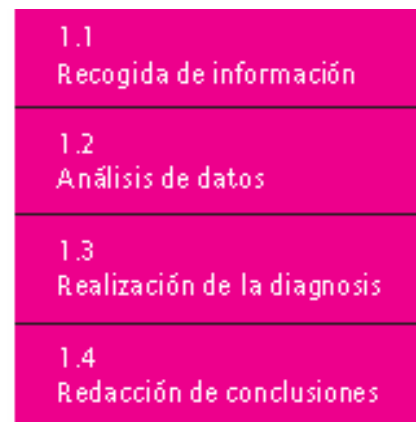 1.1
Recogida de información
1.2
Análisis de datos
1.3
Realización de la diagnosis
1.4
Redacción de conclusiones